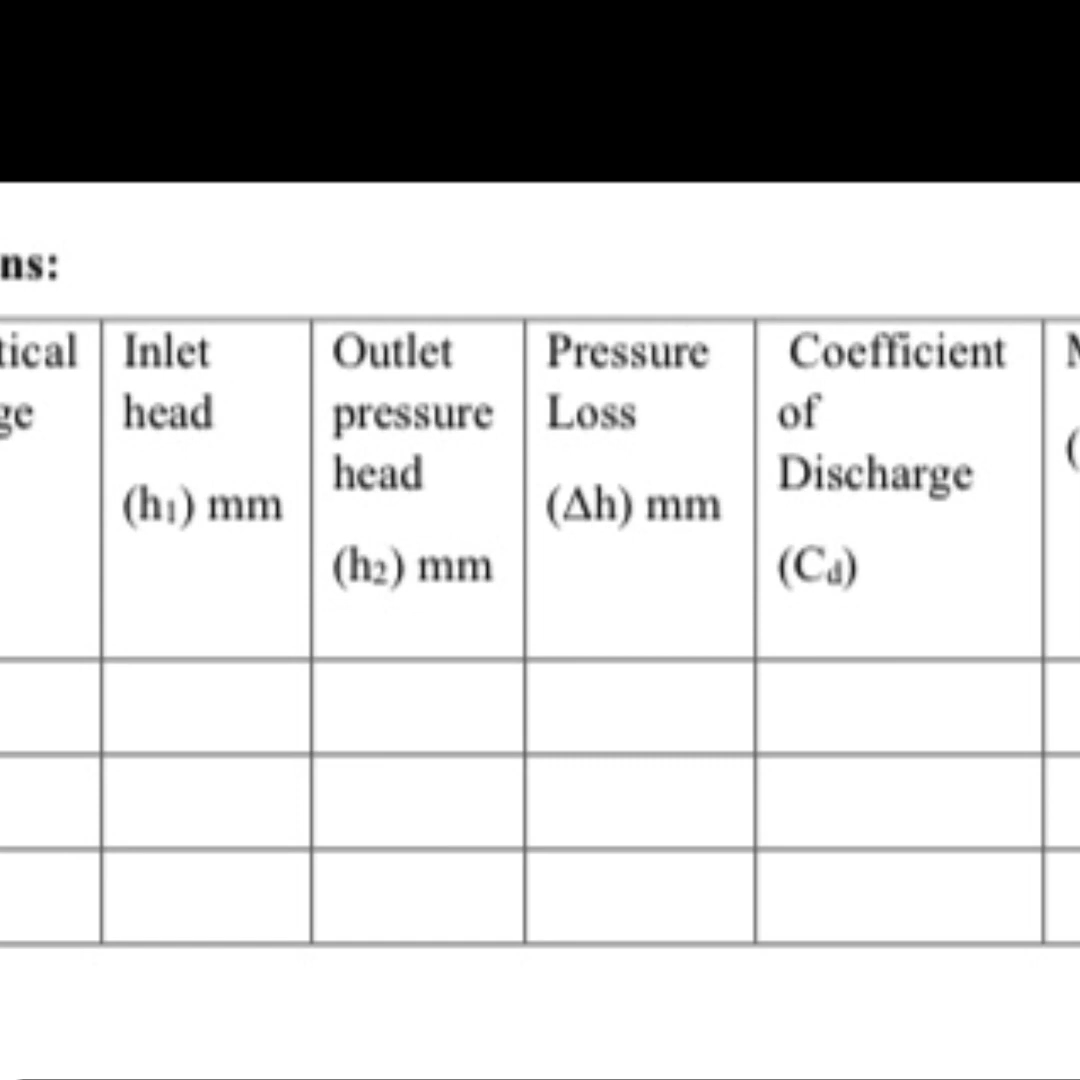 ns:
tical
ge
Inlet
head
(h₁) mm
Outlet
pressure
head
(h₂) mm
Pressure
Loss
(Δh) mm
Coefficient
of
Discharge
(Cd)
(